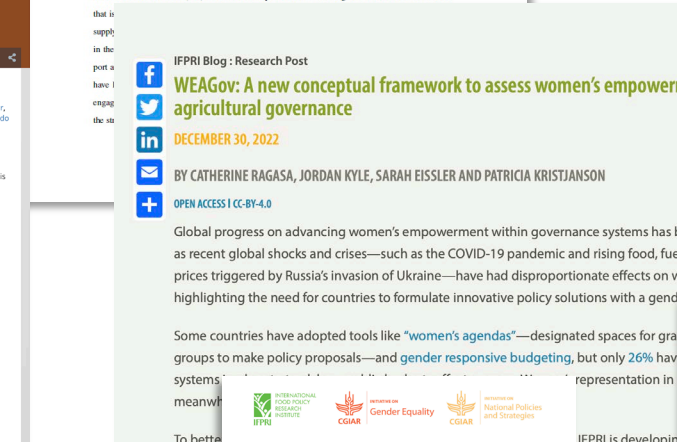 that is
supply
in the
port a
have
engag
the str
do
is
IFPRI Blog : Research Post
WEAGov: A new conceptual framework to assess women's empower
agricultural governance
DECEMBER 30, 2022
BY CATHERINE RAGASA, JORDAN KYLE, SARAH EISSLER AND PATRICIA KRISTJANSON
OPEN ACCESS | CC-BY-4.0
Global progress on advancing women's empowerment within governance systems has b
as recent global shocks and crises—such as the COVID-19 pandemic and rising food, fue
prices triggered by Russia's invasion of Ukraine—have had disproportionate effects on w
highlighting the need for countries to formulate innovative policy solutions with a gend
Some countries have adopted tools like "women's agendas"—designated spaces for gra
groups to make policy proposals—and gender responsive budgeting, but only 26% hav
systems representation in
meanwh
To bette IFPRI is developin
INTERNATIONAL
FOOD POLICY
RESEARCH
INSTITUTE
IFPRI
INITIATIVE ON
Gender Equality
CGIAR
INITIATIVE ON
National Policies
and Strategies
CGIAR